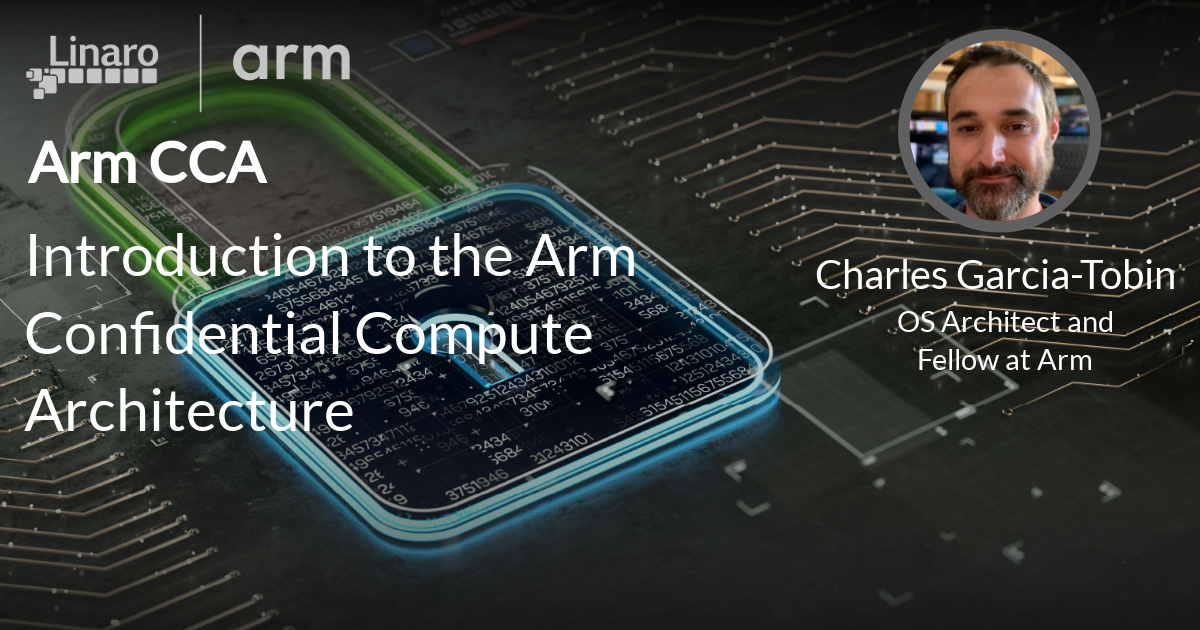 Linaro
arm
Arm CCA
Introduction to the Arm
Confidential Compute
Architecture
Charles Garcia-Tobin
OS Architect and
Fellow at Arm